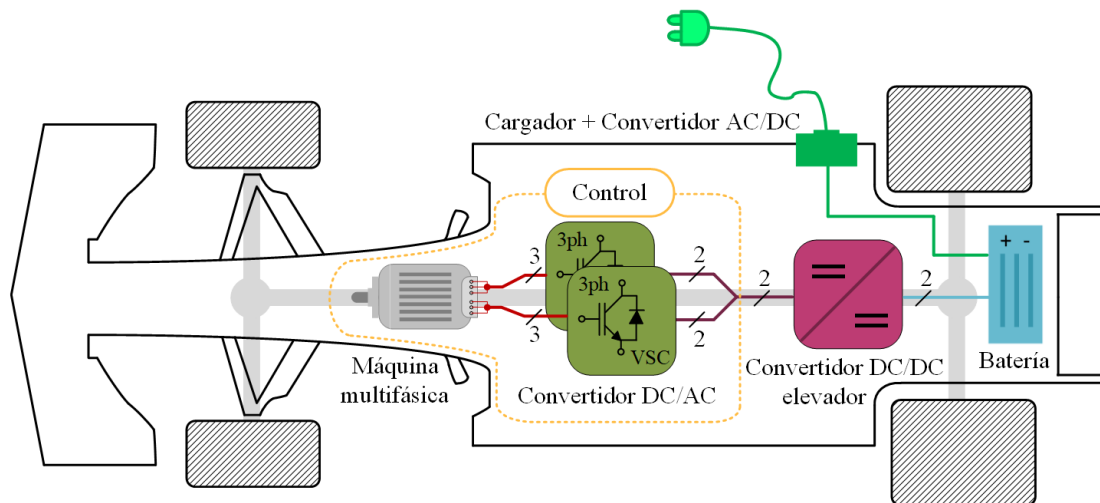 Cargador + Convertidor AC/DC
Control
3ph
3
2
3ph
3
VSC
2
2
2
+ -
Máquina
multifásica
Convertidor DC/AC
Convertidor DC/DC
elevador
Batería